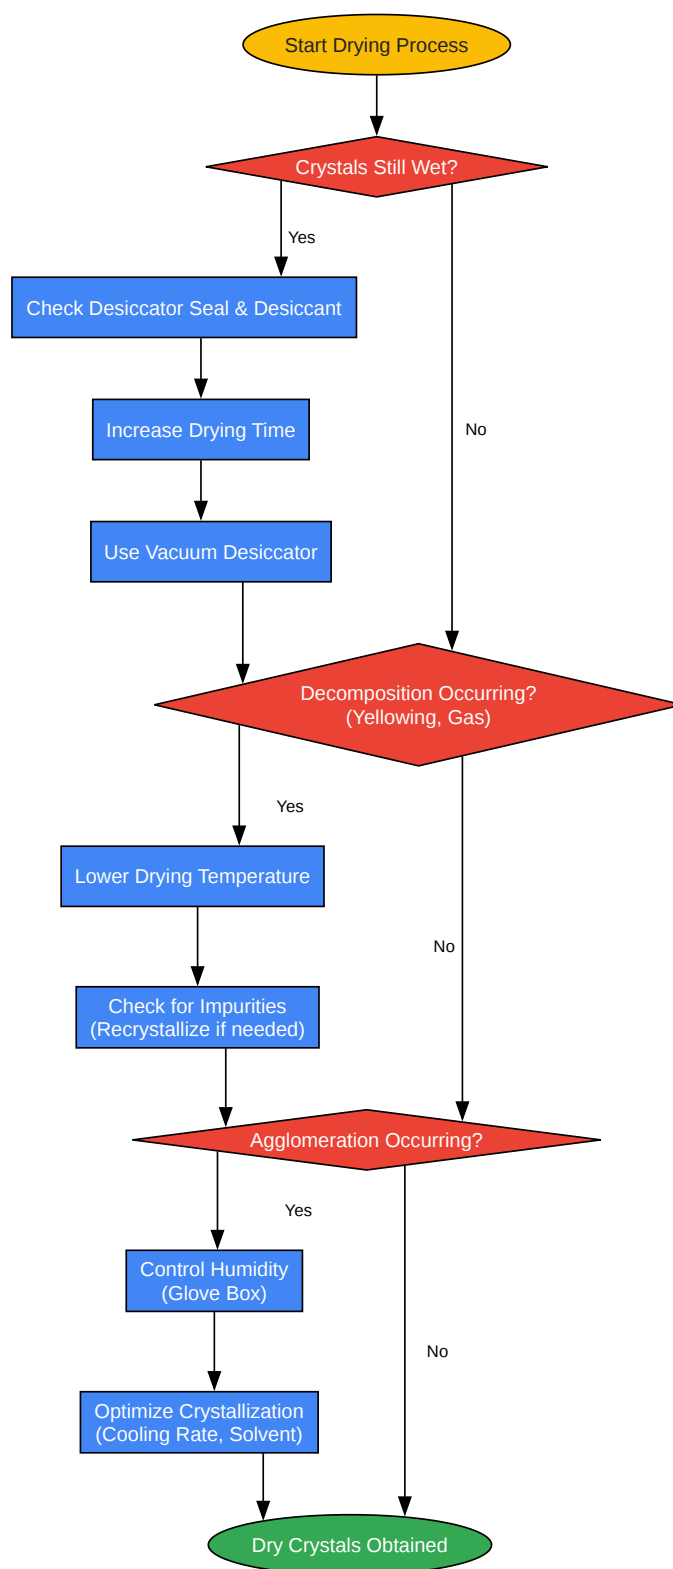 Start Drying Process
Crystals Still Wet?
Yes
Check Desiccator Seal & Desiccant
Increase Drying Time
No
Use Vacuum Desiccator
Decomposition Occurring?
(Yellowing, Gas)
Yes
Lower Drying Temperature
No
Check for Impurities
(Recrystallize if needed)
Agglomeration Occurring?
Yes
Control Humidity
(Glove Box)
No
Optimize Crystallization
(Cooling Rate, Solvent)
Dry Crystals Obtained